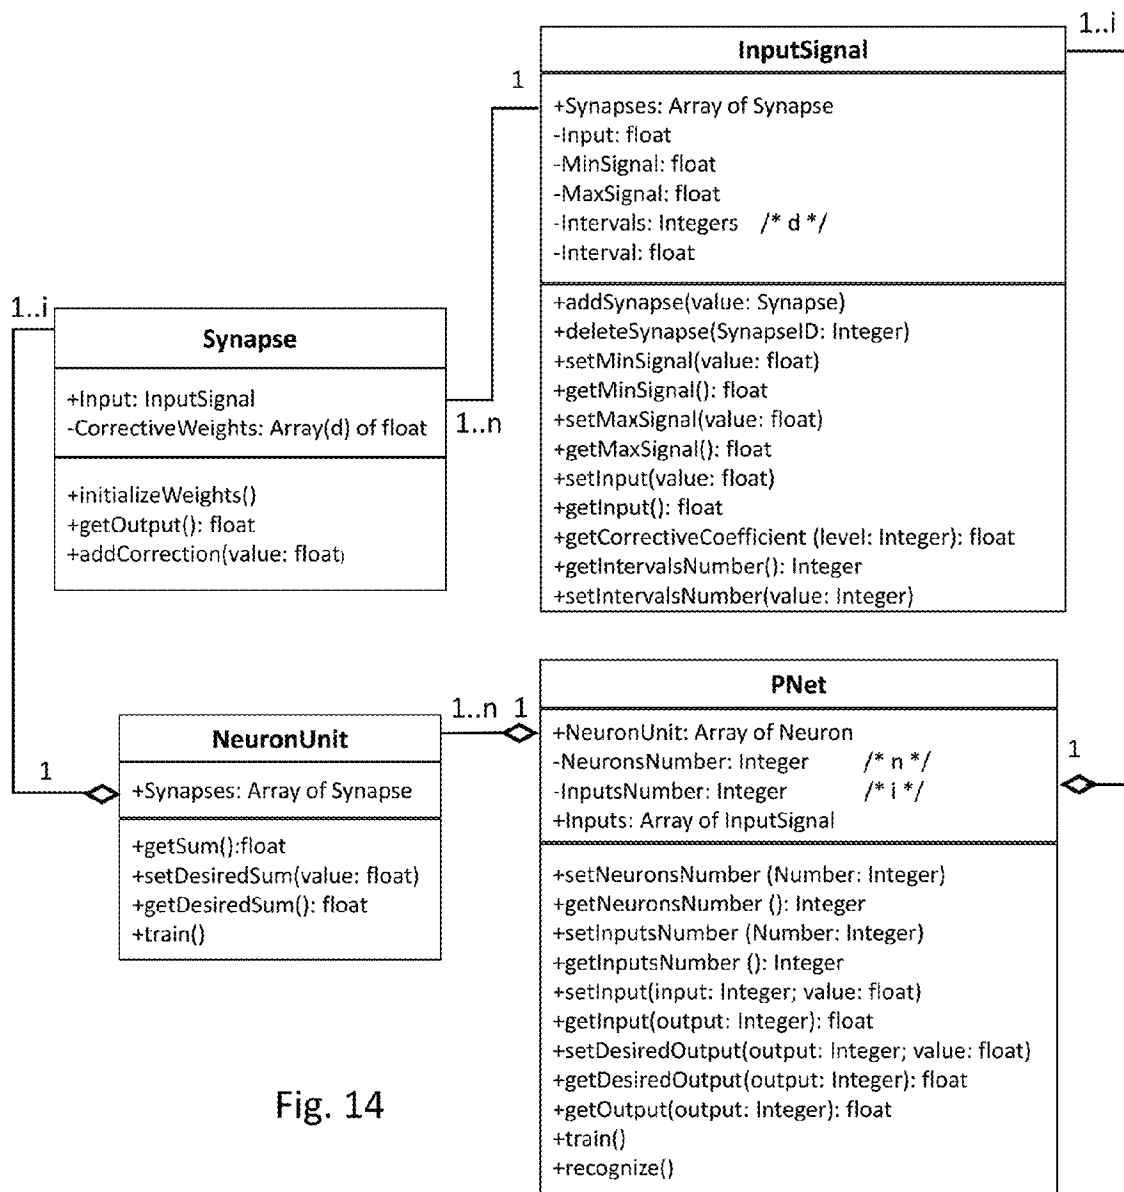 1..i
InputSignal
1
+Synapses: Array of Synapse
-Input: float
-MinSignal: float
-MaxSignal: float
-Intervals: Integers /* d */
-Interval: float
+addSynapse(value: Synapse)
+deleteSynapse(SynapseID: Integer)
+setMinSignal(value: float)
+getMinSignal(): float
+setMaxSignal(value: float)
+getMaxSignal(): float
+setInput(value: float)
+getInput(): float
+getCorrectiveCoefficient (level: Integer): float
+getIntervalsNumber(): Integer
+setIntervalsNumber(value: Integer)
1..i
Synapse
+Input: InputSignal
-CorrectiveWeights: Array(d) of float
1..n
+initializeWeights()
+getOutput(): float
+addCorrection(value: float)
1..n 1
NeuronUnit
1
+Synapses: Array of Synapse
+getSum():float
+setDesiredSum(value: float)
+getDesiredSum(): float
+train()
PNet
1
+NeuronUnit: Array of Neuron
-NeuronsNumber: Integer /* n */
-InputsNumber: Integer /* i */
+Inputs: Array of InputSignal
+setNeuronsNumber (Number: Integer)
+getNeuronsNumber (): Integer
+setInputsNumber (Number: Integer)
+getInputsNumber (): Integer
+setInput(input: Integer; value: float)
+getInput(output: Integer): float
+setDesiredOutput(output: Integer; value: float)
+getDesiredOutput(output: Integer): float
+getOutput(output: Integer): float
+train()
+recognize()
Fig. 14